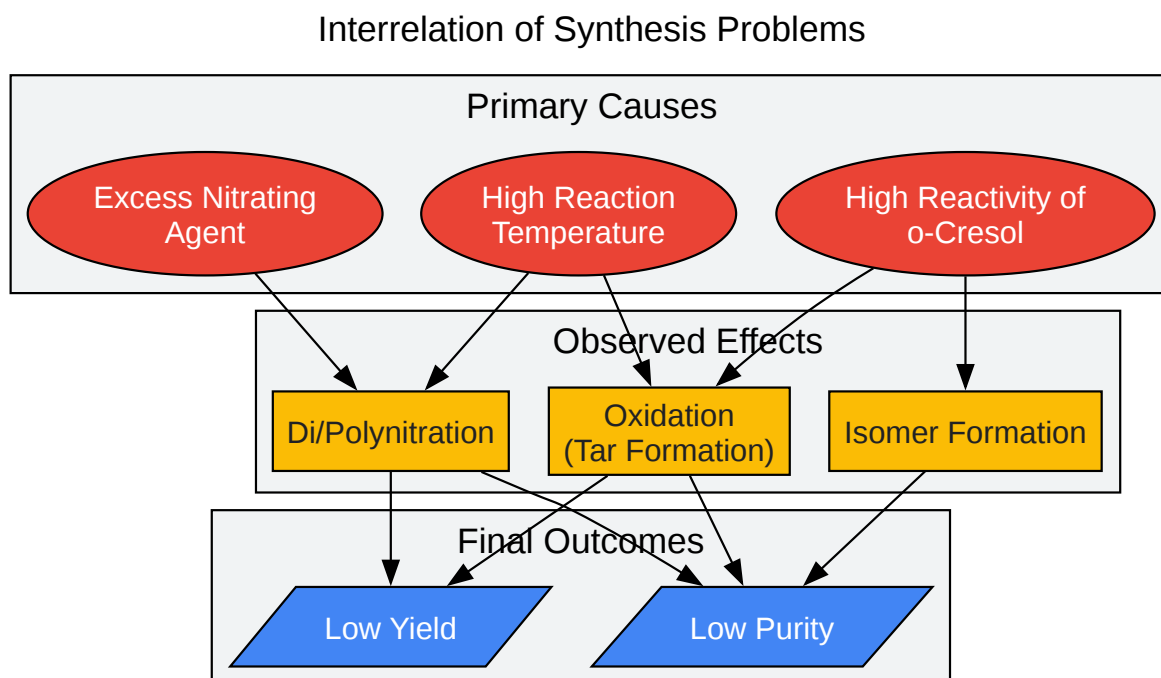 Interrelation of Synthesis Problems
Primary Causes
Excess Nitrating
Agent
High Reaction
Temperature
High Reactivity of
o-Cresol
Observed Effects
Di/Polynitration
Oxidation
(Tar Formation)
Isomer Formation
Final Outcomes
Low Yield
Low Purity